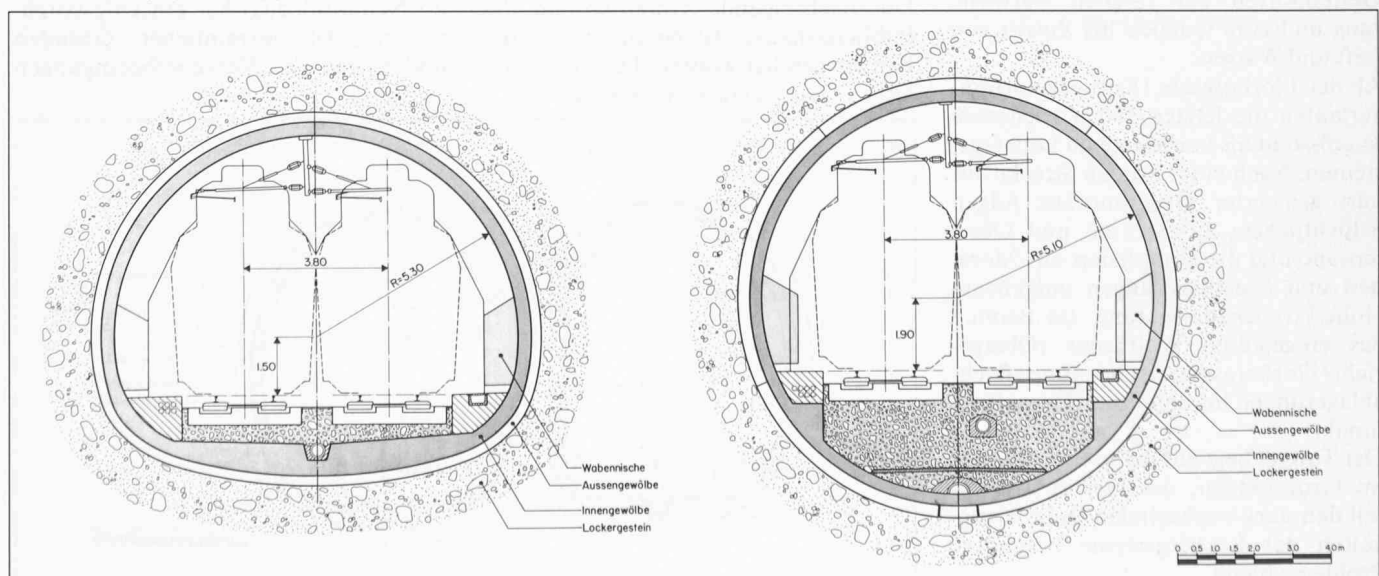 3.80
R=5.30
1.50
Wabennische
Aussengewölbe
Innengewölbe
Lockergestein
3.80
R=5.10
1.90
Wabennische
Aussengewölbe
Innengewölbe
Lockergestein
0 0,5 1,0 1,5 2,0 3,0 4,0 m